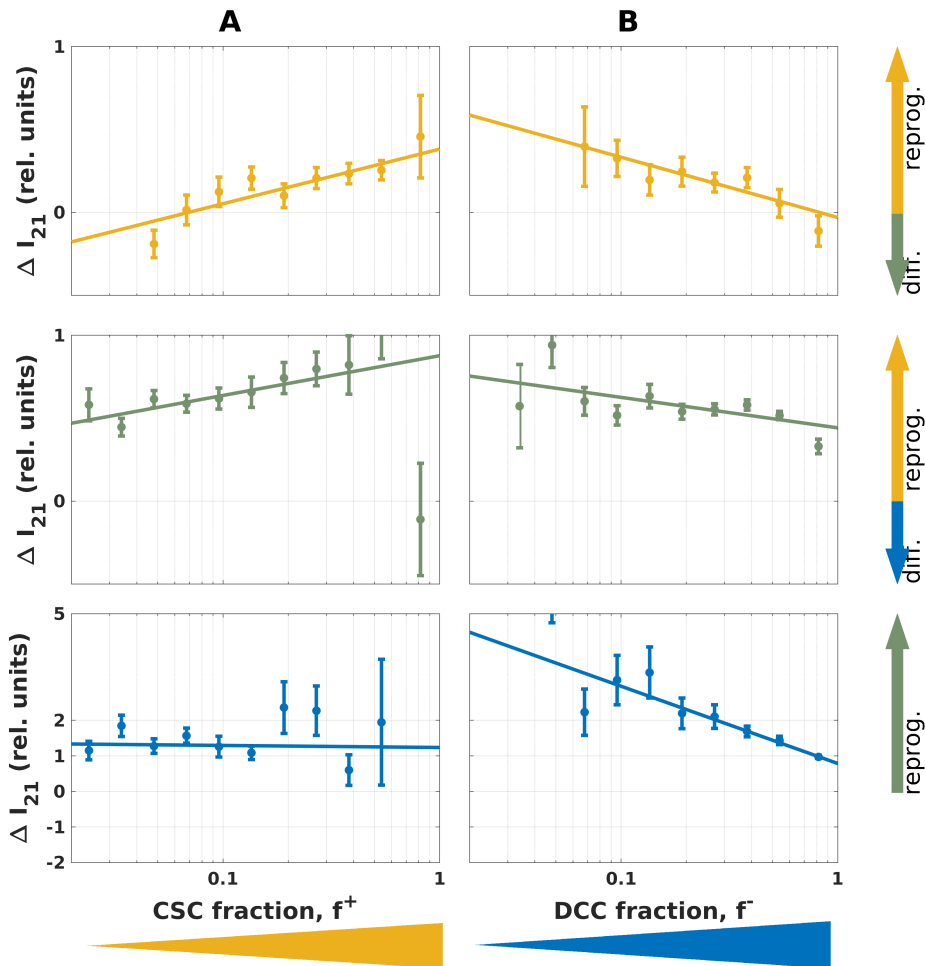 A
B
Δ I21 (rel. units)
1
0
reprog.
diff.
Δ I21 (rel. units)
1
0
reprog.
diff.
Δ I21 (rel. units)
5
2
1
0
-1
-2
reprog.
0.1
1
0.1
1
CSC fraction, f+
DCC fraction, f-